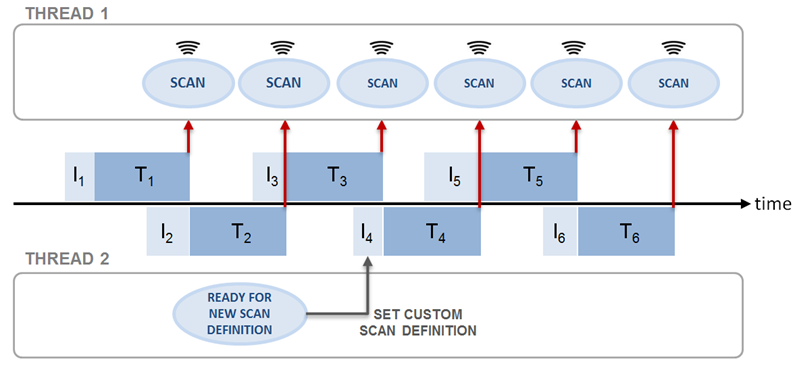 THREAD 1
SCAN SCAN SCAN SCAN SCAN SCAN
I1 T1 I3 T3 I5 T5
time
I2 T2 I4 T4 I6 T6
THREAD 2
READY FOR
NEW SCAN
DEFINITION
SET CUSTOM
SCAN DEFINITION